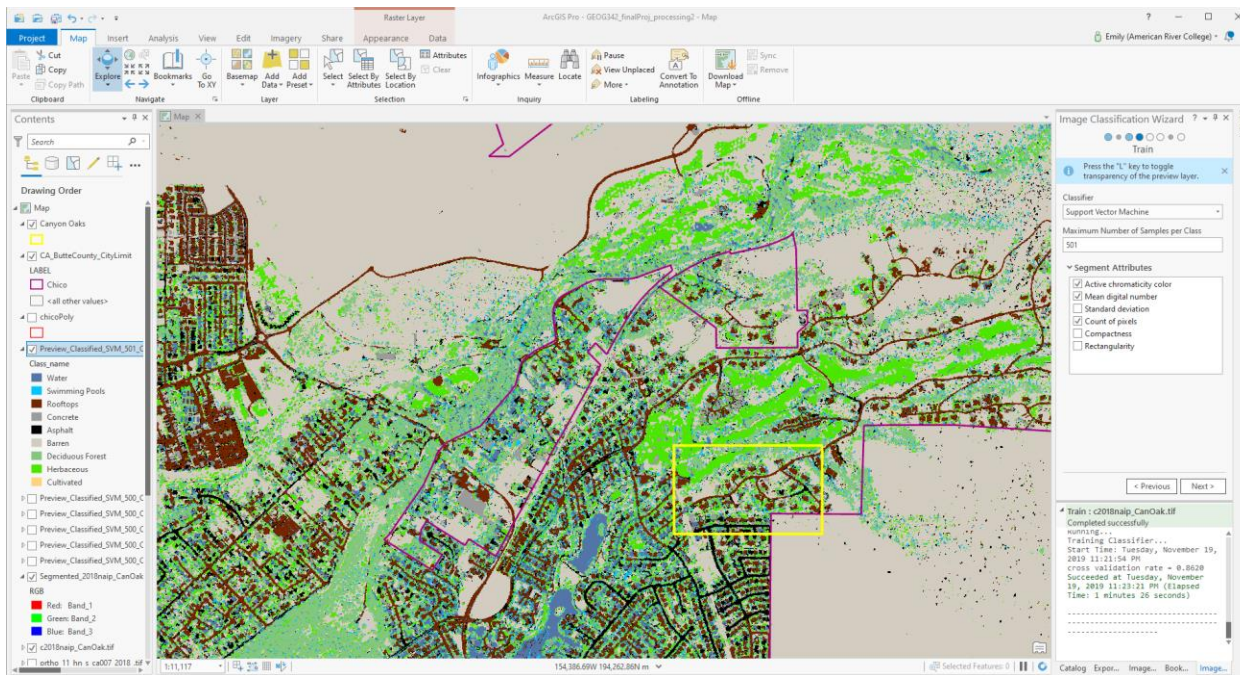 Raster Layer
ArcGIS Pro - GEOG342_finalProj_processing2 - Map
?
Project Map Insert Analysis View Edit Imagery Share Appearance Data
Emily (American River College)
Cut
Copy
Copy Path
Paste
Clipboard
Explore
Bookmarks
Go To XY
Navigate
Basemap
Add Data
Add Preset
Layer
Select
Select By Attributes
Select By Location
Attributes
Clear
Selection
Infographics
Measure
Locate
Inquiry
Pause
View Unplaced
More
Convert To Annotation
Labeling
Download Map
Sync
Remove
Offline
Contents
Search
Drawing Order
Map
Canyon Oaks
CA_ButteCounty_CityLimit
LABEL
Chico
<all other values>
chicoPoly
Preview_Classified_SVM_501_C
Class_name
Water
Swimming Pools
Rooftops
Concrete
Asphalt
Barren
Deciduous Forest
Herbaceous
Cultivated
Preview_Classified_SVM_500_C
Preview_Classified_SVM_500_C
Preview_Classified_SVM_500_C
Preview_Classified_SVM_500_C
Segmented_2018naip_CanOak
RGB
Red: Band_1
Green: Band_2
Blue: Band_3
c2018naip_CanOak.tif
ortho_11_hn_s_ca007_2018_.tif
Map
1:11,117
154,386.69W 194,262.86N m
Selected Features: 0
Image Classification Wizard
?
Train
Press the "L" key to toggle
transparency of the preview layer.
Classifier
Support Vector Machine
Maximum Number of Samples per Class
501
Segment Attributes
Active chromaticity color
Mean digital number
Standard deviation
Count of pixels
Compactness
Rectangularity
< Previous
Next >
Train : c2018naip_CanOak.tif
Completed successfully
Running...
Training Classifier...
Start Time: Tuesday, November 19,
2019 11:21:54 PM
cross validation rate = 0.8620
Succeeded at Tuesday, November
19, 2019 11:23:21 PM (Elapsed
Time: 1 minutes 26 seconds)
----------------------------------
----------------------------------
--------------------
Catalog Expor... Image... Book... Image...